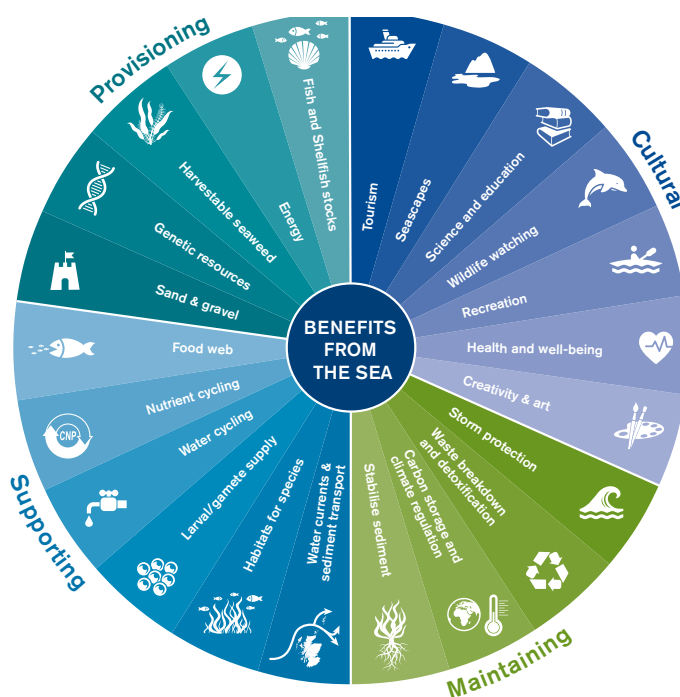 BENEFITS
FROM
THE SEA
Cultural
Tourism
Seascapes
Science and education
Wildlife watching
Recreation
Health and well-being
Creativity & art
Maintaining
Storm protection
Waste breakdown
and detoxification
Carbon storage and
climate regulation
Stabilise sediment
Supporting
Water currents &
sediment transport
Habitats for species
Larval/gamete supply
Water cycling
Nutrient cycling
CNP
Food web
Provisioning
Sand & gravel
Genetic resources
Harvestable seaweed
Energy
Fish and Shellfish stocks